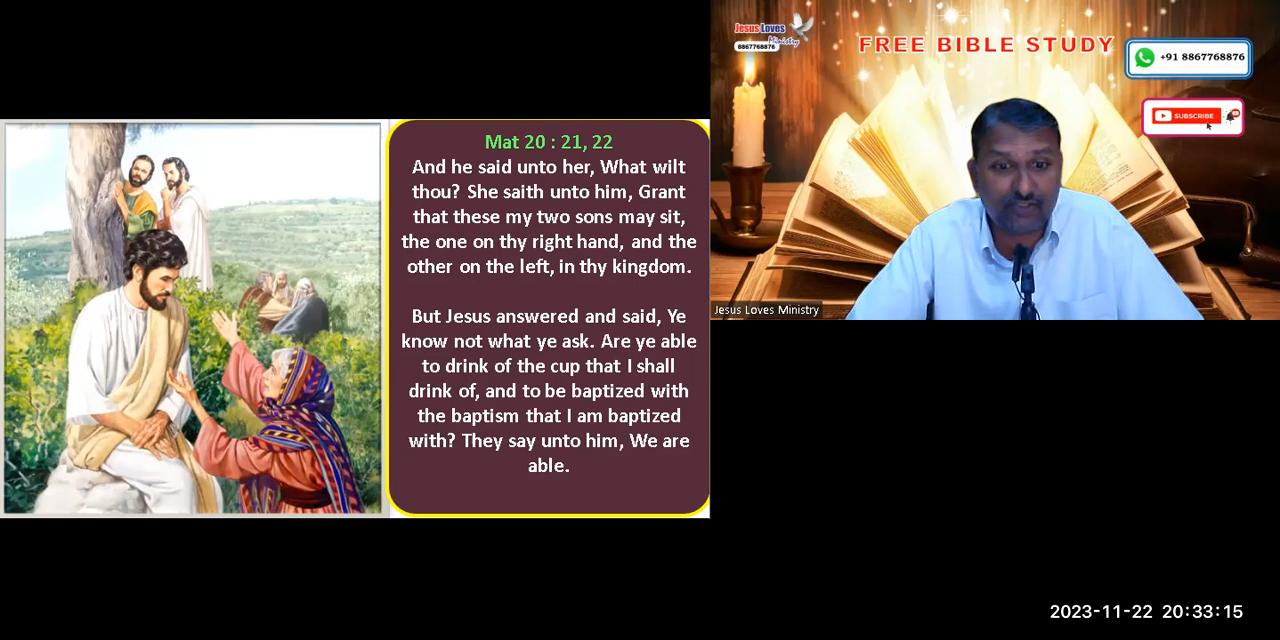 Mat 20 : 21, 22
And he said unto her, What wilt
thou? She saith unto him, Grant
that these my two sons may sit,
the one on thy right hand, and the
other on the left, in thy kingdom.
But Jesus answered and said, Ye
know not what ye ask. Are ye able
to drink of the cup that I shall
drink of, and to be baptized with
the baptism that I am baptized
with? They say unto him, We are
able.
Jesus Loves
Ministry
8867768876
FREE BIBLE STUDY
+91 8867768876
SUBSCRIBE
Jesus Loves Ministry
2023-11-22 20:33:15